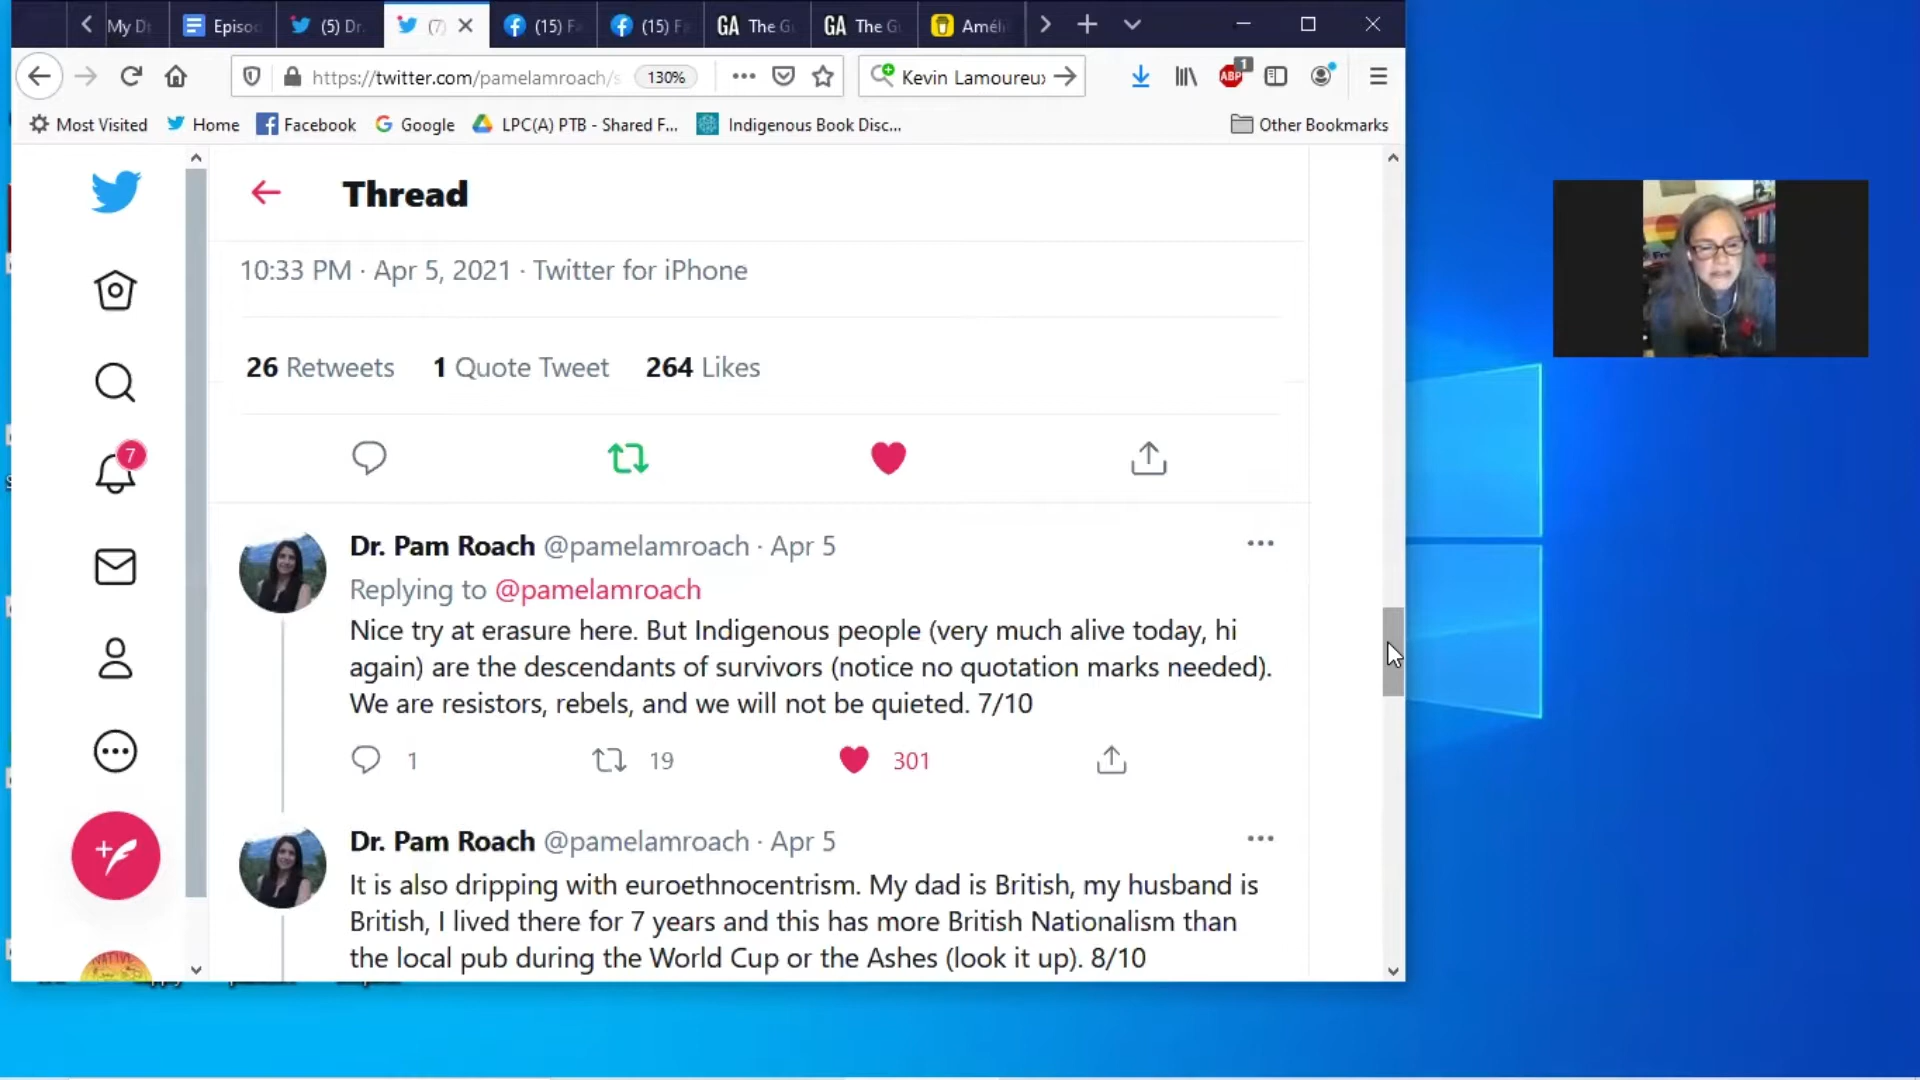 My D
Episo
(5) Dr.
(7)
(15) F
(15) F
GA The G
GA The G
Améli
https://twitter.com/pamelamroach/s
130%
Kevin Lamoureux
ABP
1
Most Visited
Home
Facebook
Google
LPC(A) PTB - Shared F...
Indigenous Book Disc...
Other Bookmarks
Thread
10:33 PM · Apr 5, 2021 · Twitter for iPhone
26 Retweets 1 Quote Tweet 264 Likes
7
Dr. Pam Roach @pamelamroach · Apr 5
Replying to @pamelamroach
Nice try at erasure here. But Indigenous people (very much alive today, hi
again) are the descendants of survivors (notice no quotation marks needed).
We are resistors, rebels, and we will not be quieted. 7/10
1 19 301
Dr. Pam Roach @pamelamroach · Apr 5
It is also dripping with euroethnocentrism. My dad is British, my husband is
British, I lived there for 7 years and this has more British Nationalism than
the local pub during the World Cup or the Ashes (look it up). 8/10
NATIVE